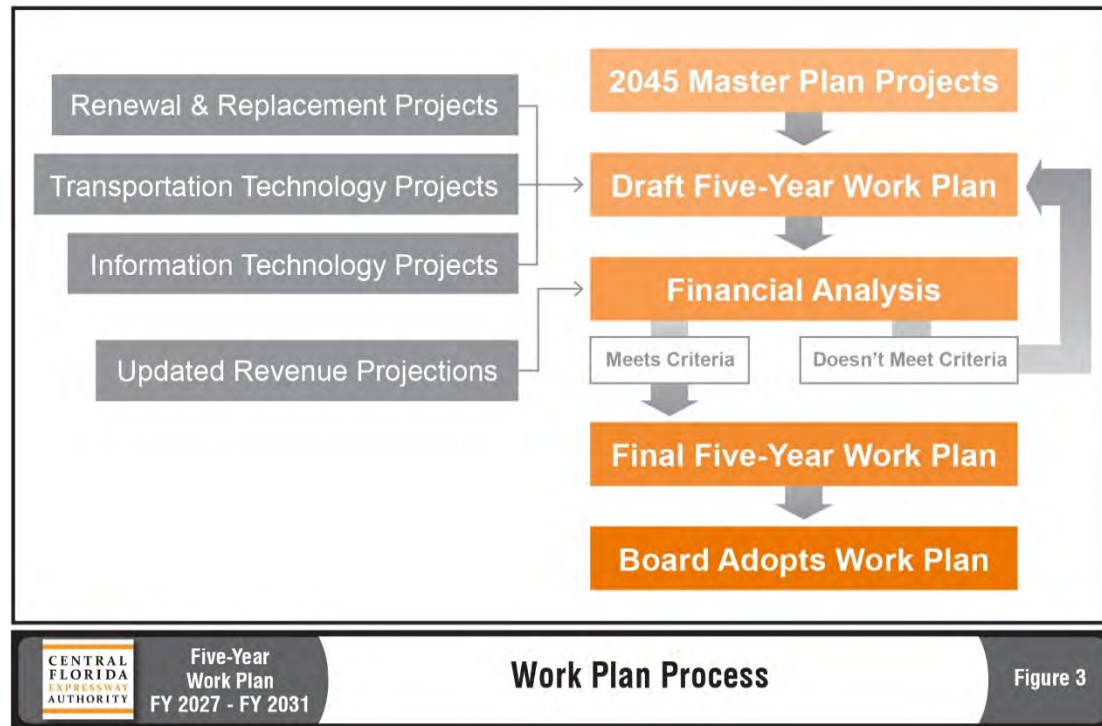 Renewal & Replacement Projects
Transportation Technology Projects
Information Technology Projects
Updated Revenue Projections
2045 Master Plan Projects
Draft Five-Year Work Plan
Financial Analysis
Meets Criteria
Doesn't Meet Criteria
Final Five-Year Work Plan
Board Adopts Work Plan
CENTRAL
FLORIDA
EXPRESSWAY
AUTHORITY
Five-Year
Work Plan
FY 2027 - FY 2031
Work Plan Process
Figure 3